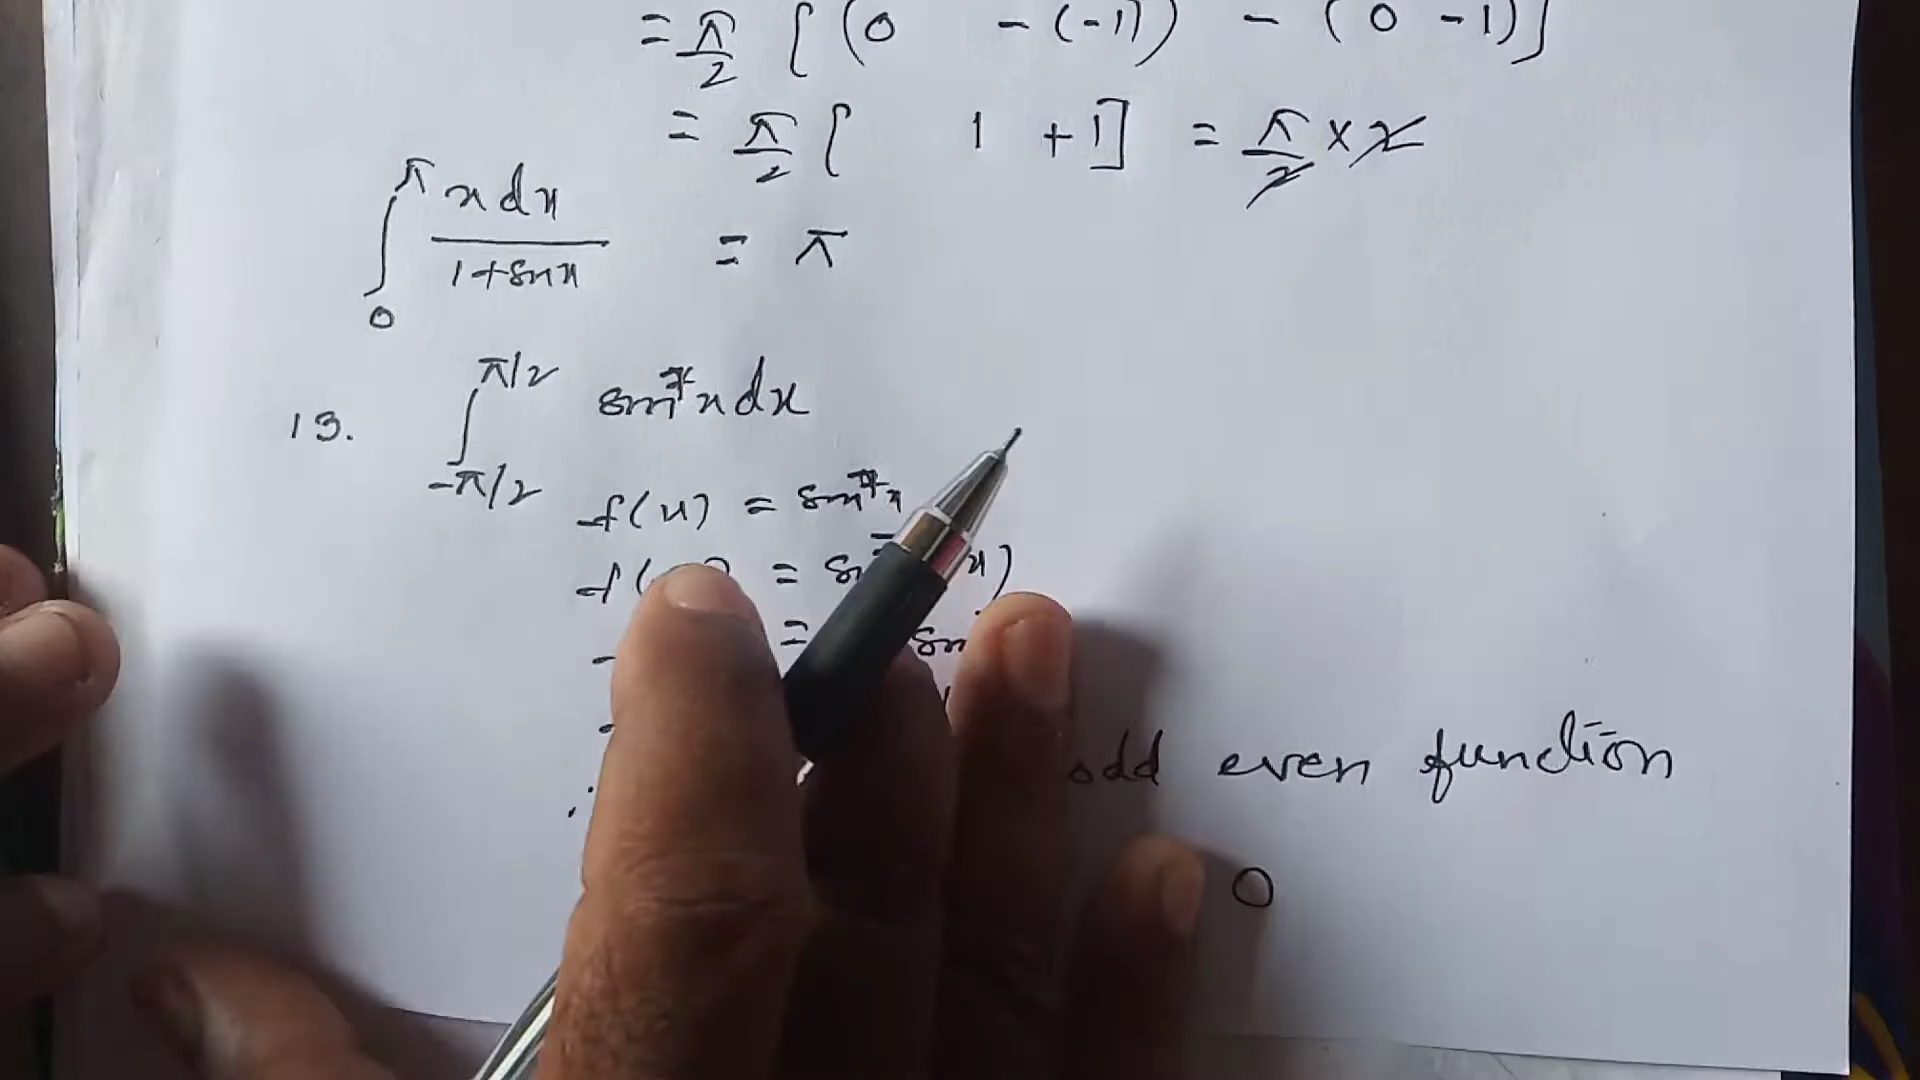 = π/2 [(0 - (-1)) - (0 - 1)]
= π/2 [ 1 + 1] = π/2 × 2
∫₀^π x dx / 1 + sin x = π
13. ∫_{-π/2}^{π/2} sin⁷x dx
f(x) = sin⁷x
f( ) = x)
= sin
=
∴ odd even function
0